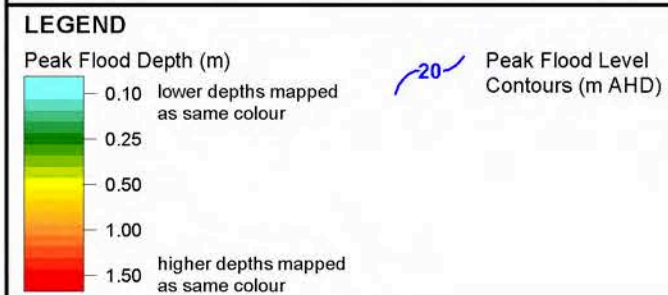 LEGEND
Peak Flood Depth (m)
0.10 lower depths mapped
as same colour
0.25
0.50
1.00
1.50
higher depths mapped
as same colour
20
Peak Flood Level
Contours (m AHD)